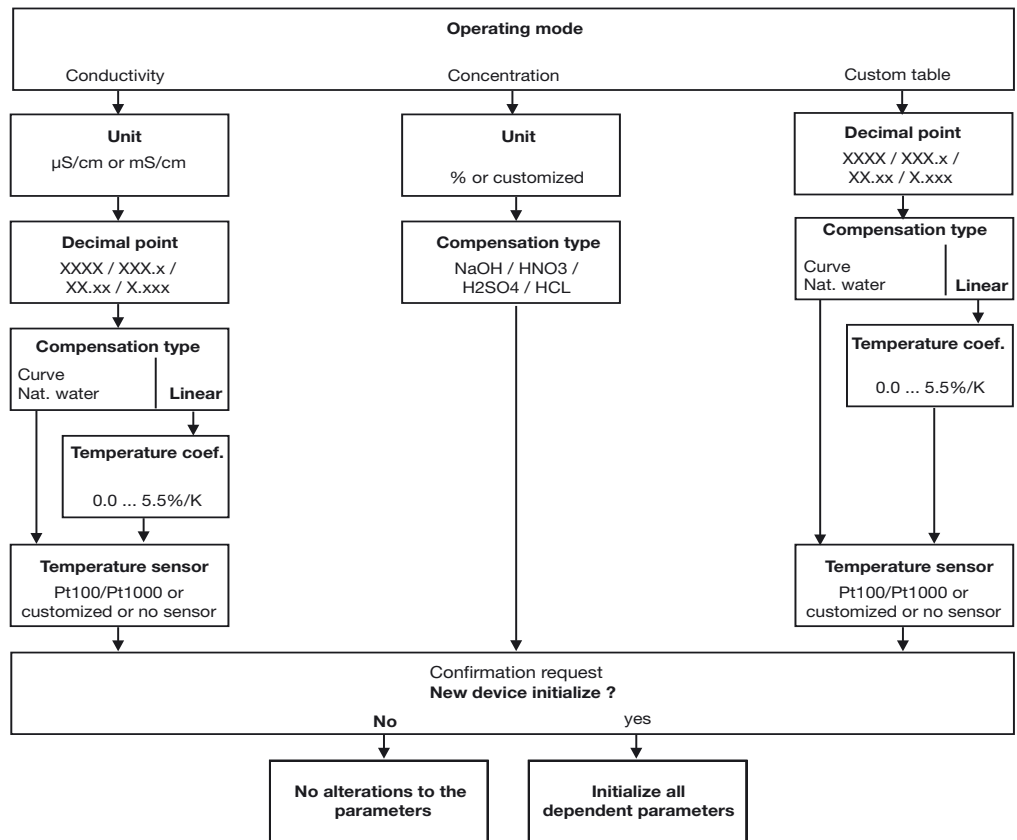 Operating mode
Conductivity
Concentration
Custom table
Unit
µS/cm or mS/cm
Decimal point
XXXX / XXX.x /
XX.xx / X.xxx
Compensation type
Curve
Nat. water
Linear
Temperature coef.
0.0 ... 5.5%/K
Temperature sensor
Pt100/Pt1000 or
customized or no sensor
Unit
% or customized
Compensation type
NaOH / HNO3 /
H2SO4 / HCL
Decimal point
XXXX / XXX.x /
XX.xx / X.xxx
Compensation type
Curve
Nat. water
Linear
Temperature coef.
0.0 ... 5.5%/K
Temperature sensor
Pt100/Pt1000 or
customized or no sensor
Confirmation request
New device initialize ?
No
yes
No alterations to the
parameters
Initialize all
dependent parameters